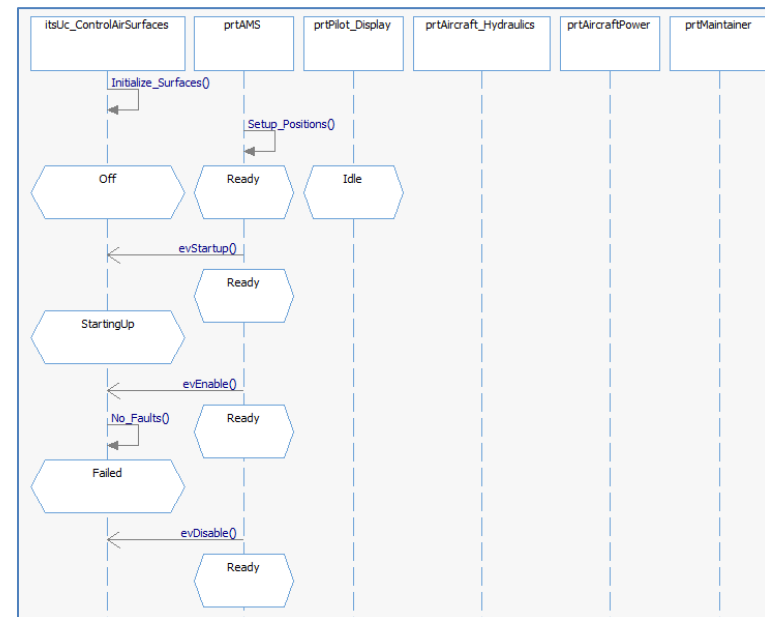 itsUc_ControlAirSurfaces prtAMS prtPilot_Display prtAircraft_Hydraulics prtAircraftPower prtMaintainer
Initialize_Surfaces()
Setup_Positions()
Off Ready Idle
evStartup()
Ready
StartingUp
evEnable()
No_Faults() Ready
Failed
evDisable()
Ready